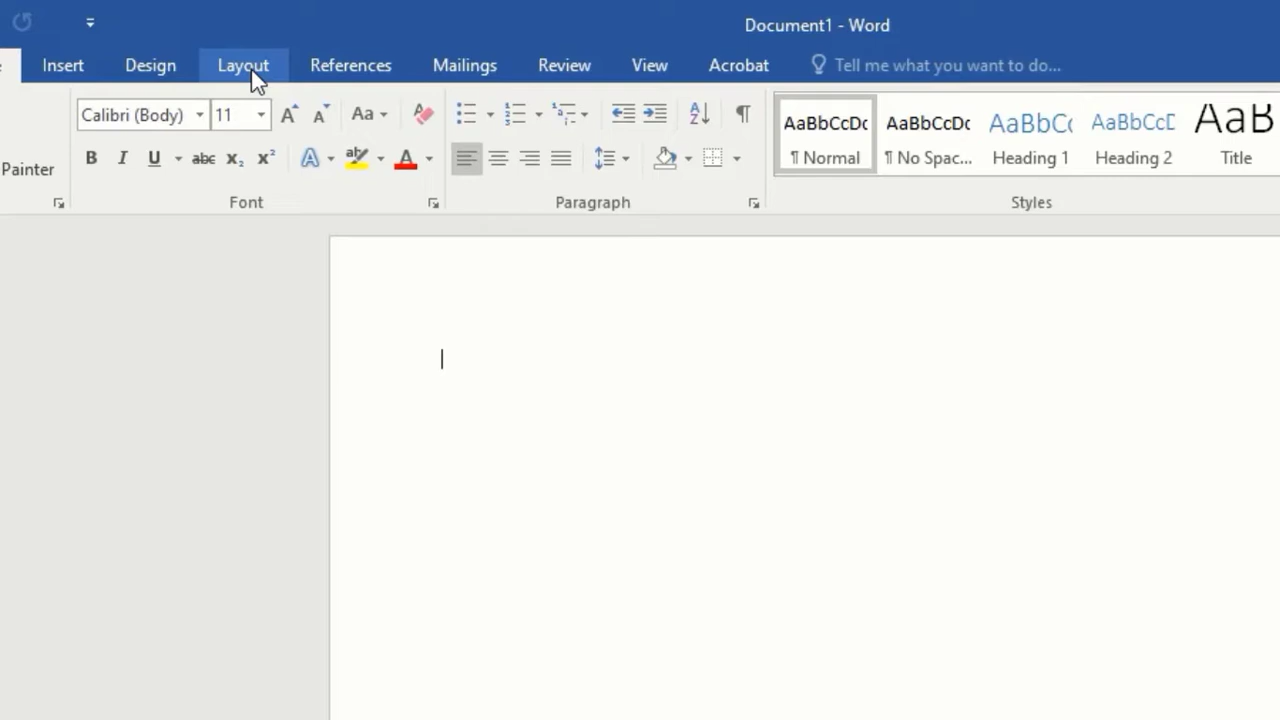 Document1 - Word
Insert Design Layout References Mailings Review View Acrobat Tell me what you want to do...
Calibri (Body) 11 Aa AaBbCcDc AaBbCcDc AaBbCc AaBbCcD AaB
Painter B I U abc x₂ x² A ab A ¶ Normal ¶ No Spac... Heading 1 Heading 2 Title
Font Paragraph Styles